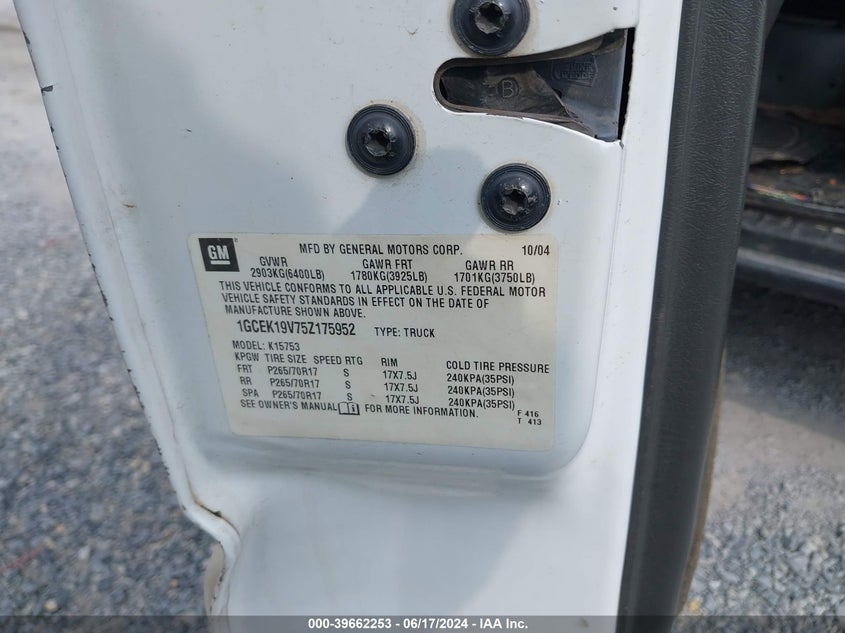 GM
MFD BY GENERAL MOTORS CORP. 10/04
GVWR GAWR FRT GAWR RR
2903KG(6400LB) 1780KG(3925LB) 1701KG(3750LB)
THIS VEHICLE CONFORMS TO ALL APPLICABLE U.S. FEDERAL MOTOR
VEHICLE SAFETY STANDARDS IN EFFECT ON THE DATE OF
MANUFACTURE SHOWN ABOVE.
1GCEK19V75Z175952 TYPE: TRUCK
MODEL: K15753
KPGW TIRE SIZE SPEED RTG RIM COLD TIRE PRESSURE
FRT P265/70R17 S 17X7.5J 240KPA(35PSI)
RR P265/70R17 S 17X7.5J 240KPA(35PSI)
SPA P265/70R17 S 17X7.5J 240KPA(35PSI)
SEE OWNER'S MANUAL FOR MORE INFORMATION.
F 416
T 413
B
000-39662253 - 06/17/2024 - IAA Inc.